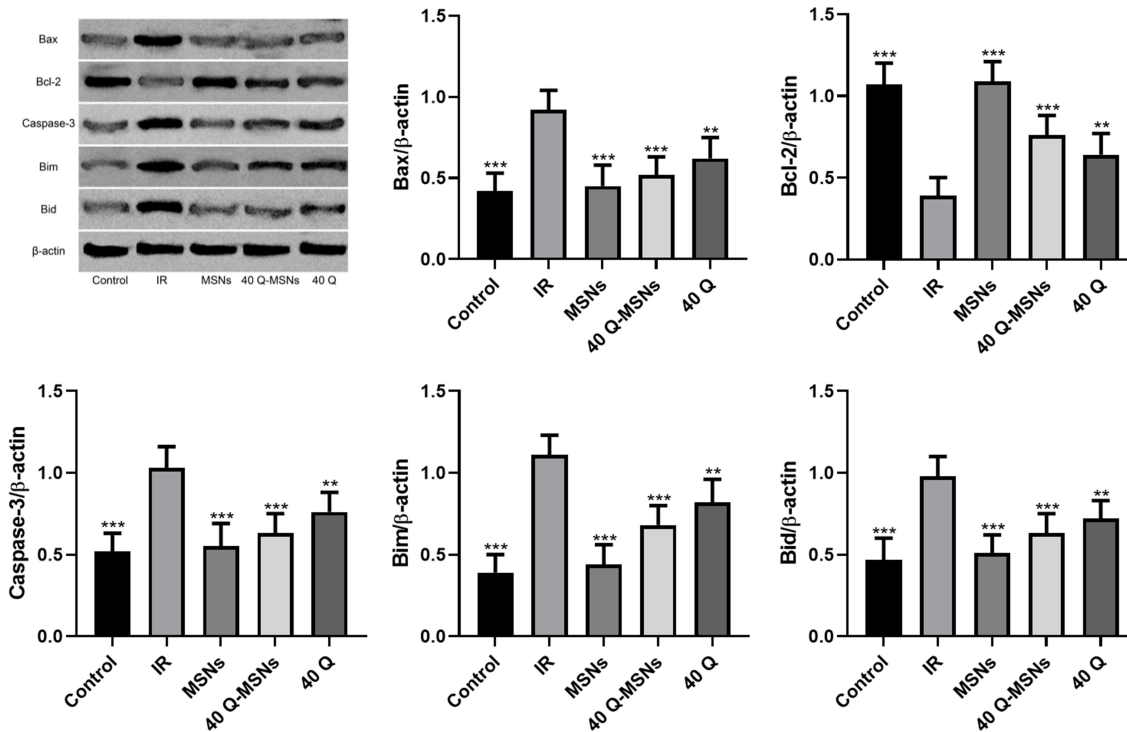 Bax
Bcl-2
Caspase-3
Bim
Bid
β-actin
Control IR MSNs 40 Q-MSNs 40 Q
Bax/β-actin
1.5
1.0
0.5
0.0
*** *** *** **
Control IR MSNs 40 Q-MSNs 40 Q
Bcl-2/β-actin
1.5
1.0
0.5
0.0
*** *** *** **
Control IR MSNs 40 Q-MSNs 40 Q
Caspase-3/β-actin
1.5
1.0
0.5
0.0
*** *** *** **
Control IR MSNs 40 Q-MSNs 40 Q
Bim/β-actin
1.5
1.0
0.5
0.0
*** *** *** **
Control IR MSNs 40 Q-MSNs 40 Q
Bid/β-actin
1.5
1.0
0.5
0.0
*** *** *** **
Control IR MSNs 40 Q-MSNs 40 Q